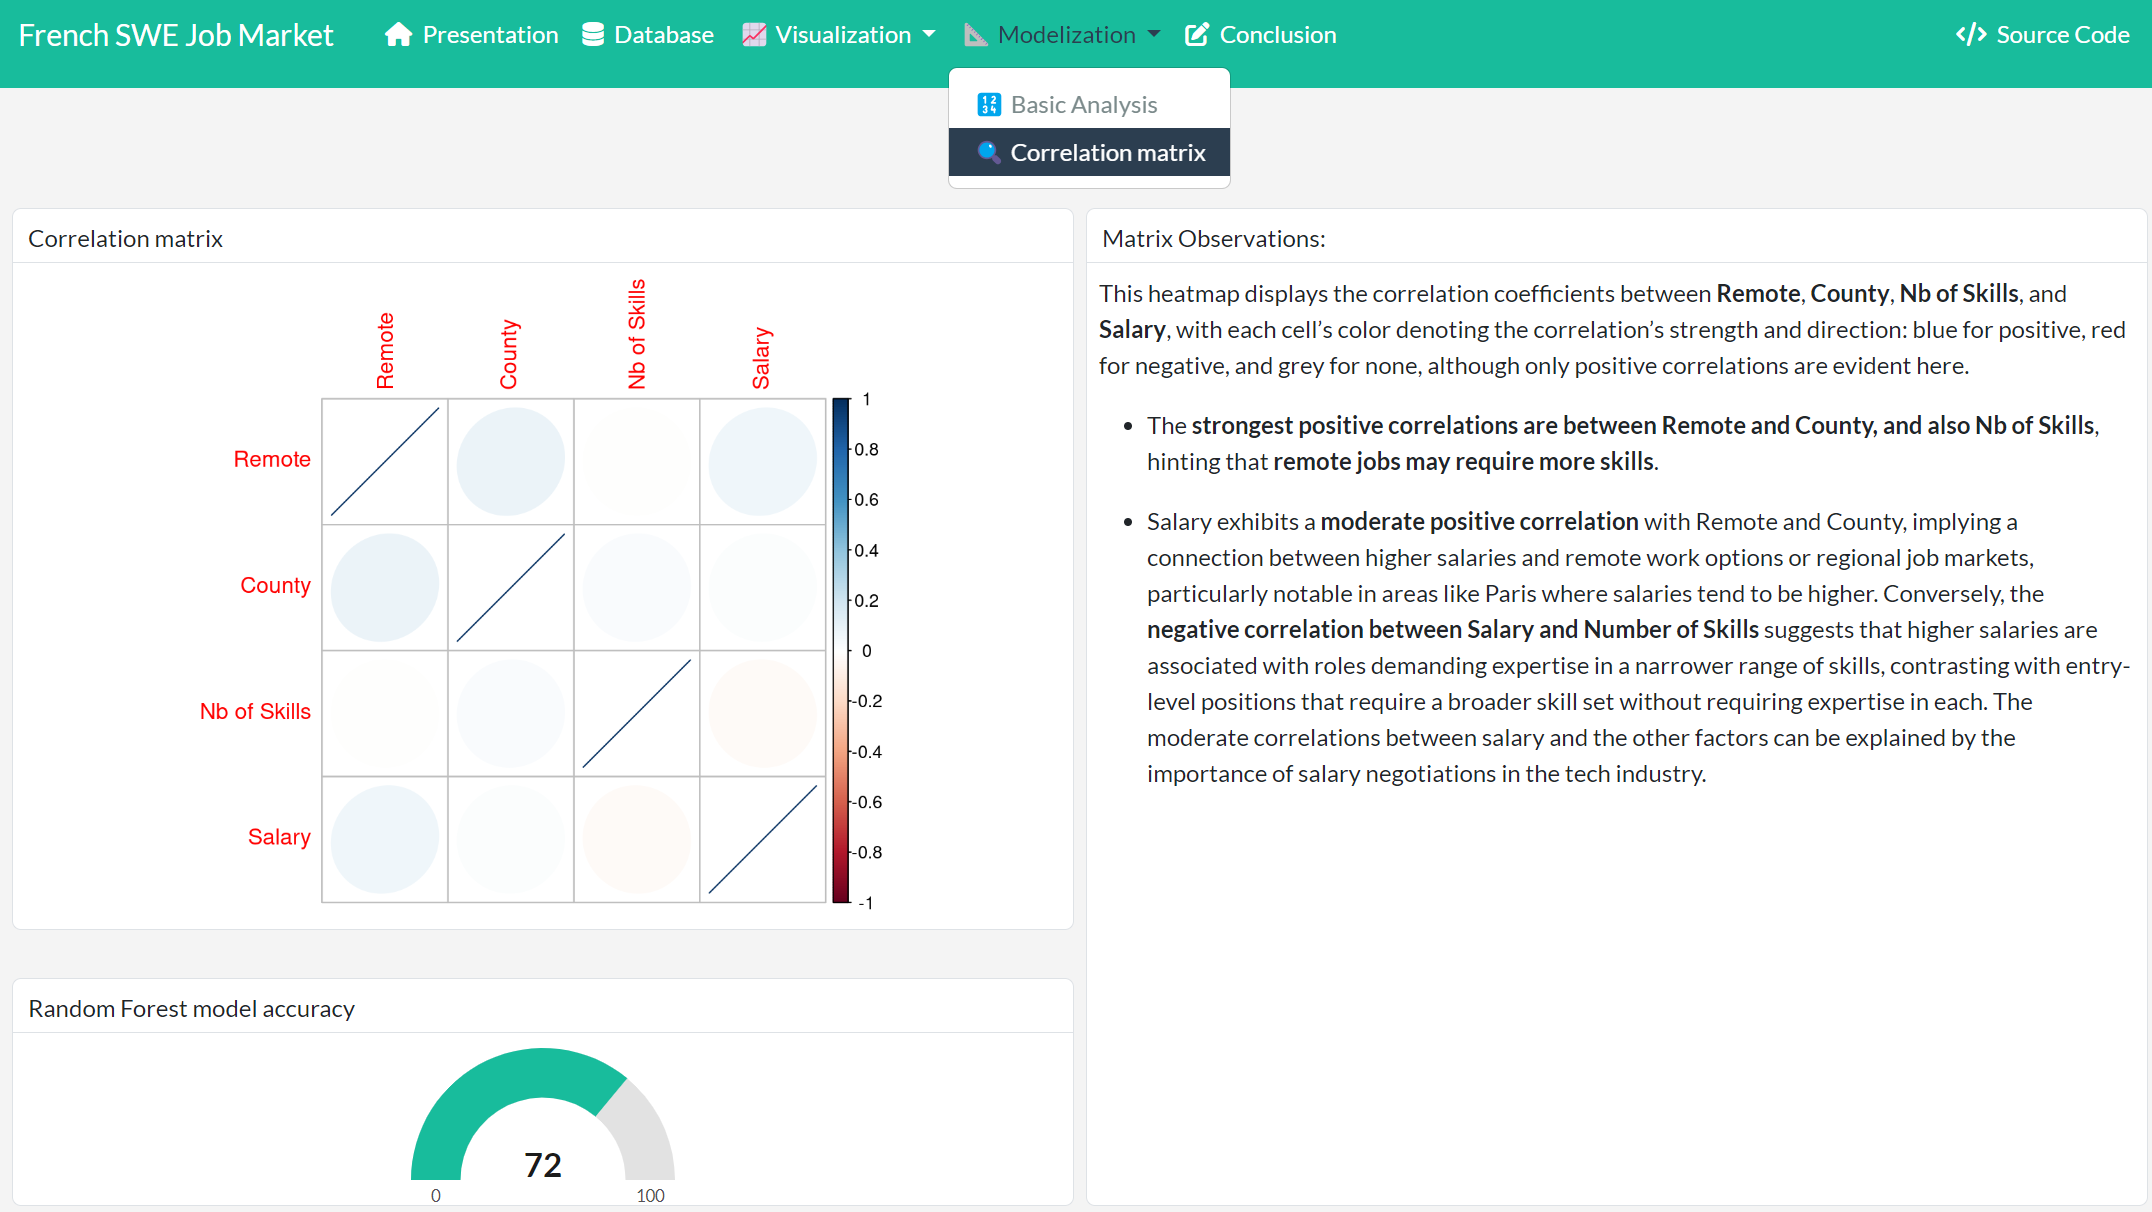 French SWE Job Market
Presentation
Database
Visualization
Modelization
Conclusion
Source Code
Basic Analysis
Correlation matrix
Correlation matrix
Remote
County
Nb of Skills
Salary
Remote
County
Nb of Skills
Salary
1
0.8
0.6
0.4
0.2
0
-0.2
-0.4
-0.6
-0.8
-1
Random Forest model accuracy
72
0
100
Matrix Observations:
This heatmap displays the correlation coefficients between Remote, County, Nb of Skills, and
Salary, with each cell’s color denoting the correlation’s strength and direction: blue for positive, red
for negative, and grey for none, although only positive correlations are evident here.
• The strongest positive correlations are between Remote and County, and also Nb of Skills,
hinting that remote jobs may require more skills.
• Salary exhibits a moderate positive correlation with Remote and County, implying a
connection between higher salaries and remote work options or regional job markets,
particularly notable in areas like Paris where salaries tend to be higher. Conversely, the
negative correlation between Salary and Number of Skills suggests that higher salaries are
associated with roles demanding expertise in a narrower range of skills, contrasting with entry-
level positions that require a broader skill set without requiring expertise in each. The
moderate correlations between salary and the other factors can be explained by the
importance of salary negotiations in the tech industry.